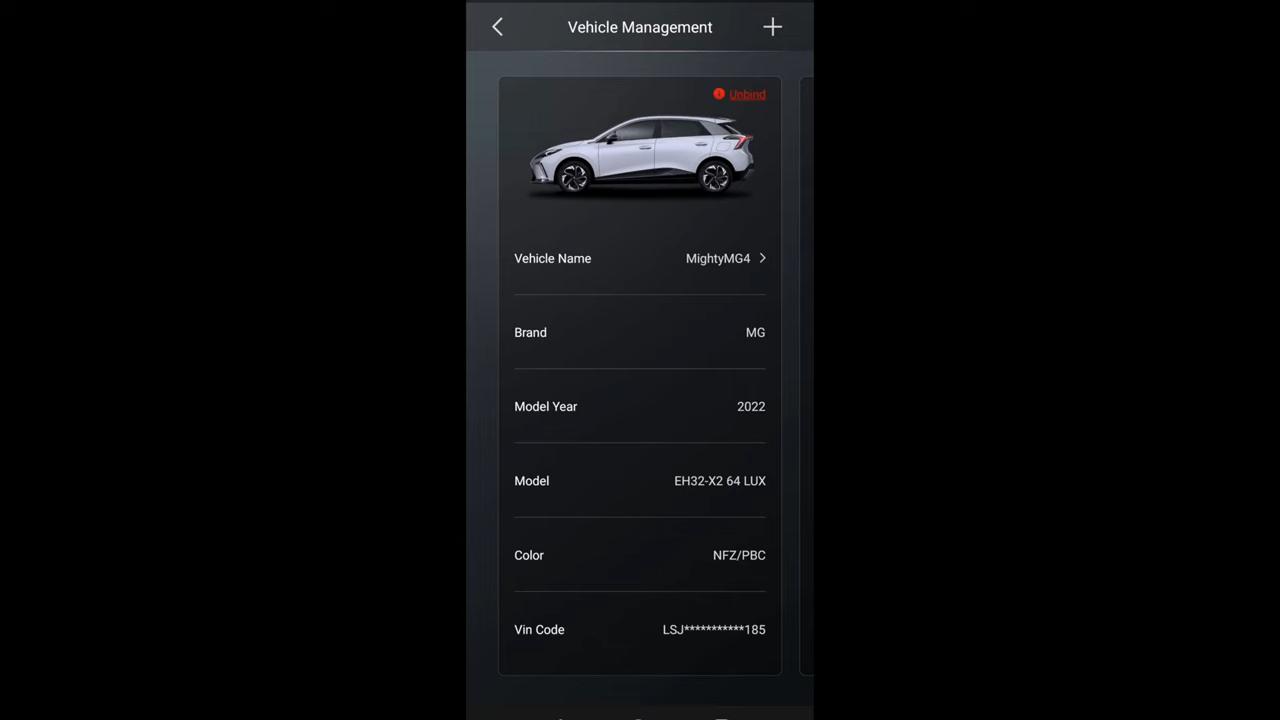 Vehicle Management
Unbind
Vehicle Name MightyMG4
Brand MG
Model Year 2022
Model EH32-X2 64 LUX
Color NFZ/PBC
Vin Code LSJ***********185